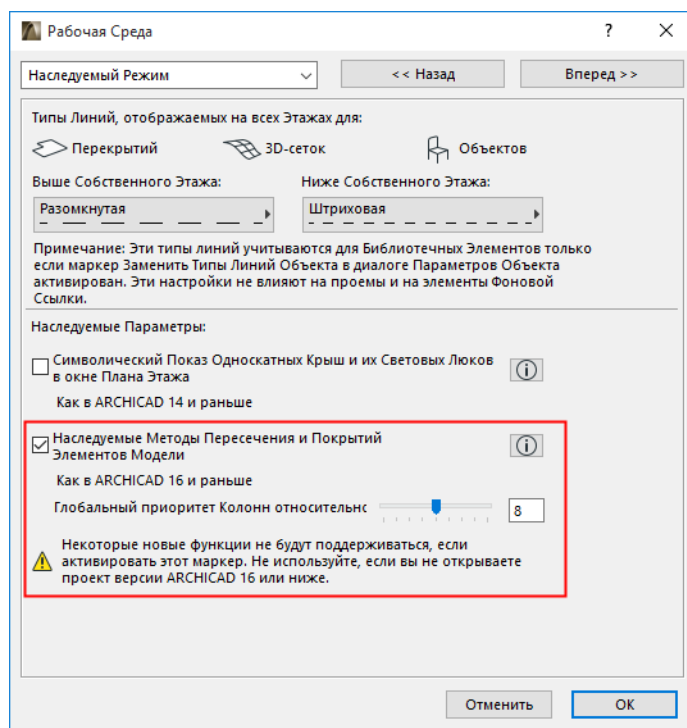 Рабочая Среда
?
Наследуемый Режим
<< Назад
Вперед >>
Типы Линий, отображаемых на всех Этажах для:
Перекрытий
3D-сеток
Объектов
Выше Собственного Этажа:
Ниже Собственного Этажа:
Разомкнутая
Штриховая
Примечание: Эти типы линий учитываются для Библиотечных Элементов только
если маркер Заменить Типы Линий Объекта в диалоге Параметров Объекта
активирован. Эти настройки не влияют на проемы и на элементы Фоновой
Ссылки.
Наследуемые Параметры:
Символический Показ Односкатных Крыш и их Световых Люков
в окне Плана Этажа
Как в ARCHICAD 14 и раньше
Наследуемые Методы Пересечения и Покрытий
Элементов Модели
Как в ARCHICAD 16 и раньше
Глобальный приоритет Колонн относительнс
8
Некоторые новые функции не будут поддерживаться, если
активировать этот маркер. Не используйте, если вы не открываете
проект версии ARCHICAD 16 или ниже.
Отменить
ОК